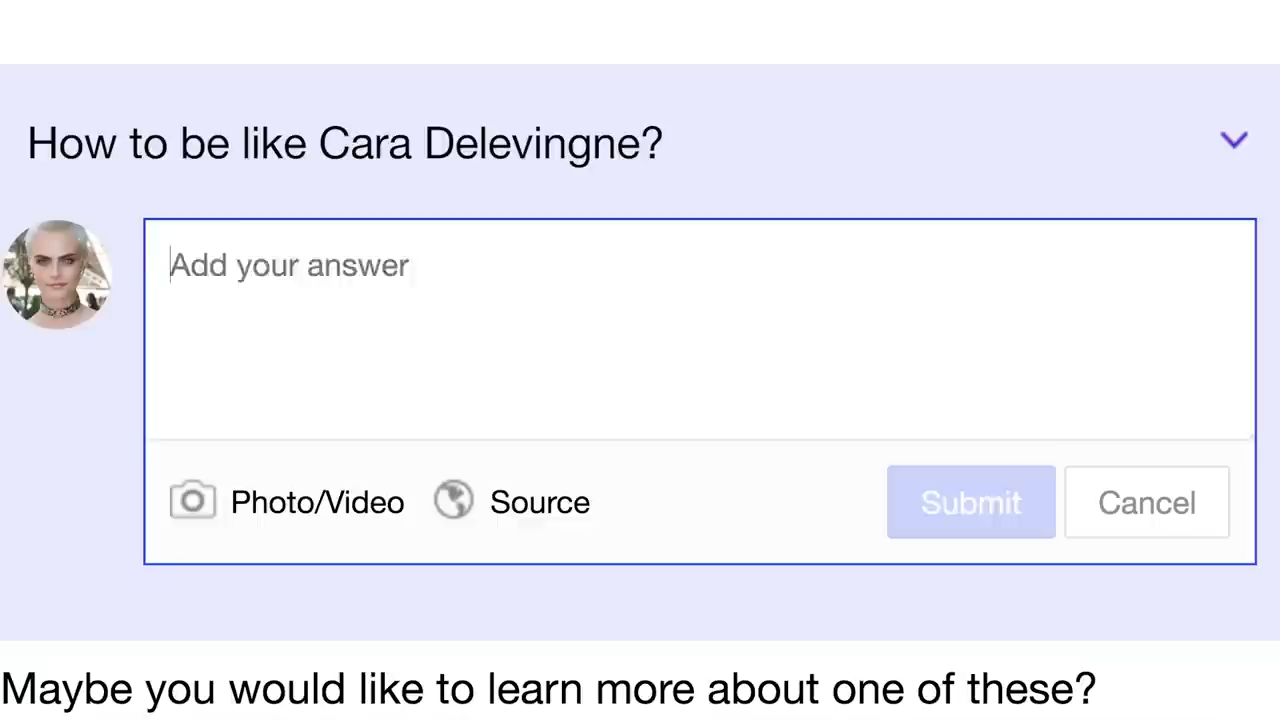 How to be like Cara Delevingne?
Add your answer
Photo/Video Source Submit Cancel
Maybe you would like to learn more about one of these?